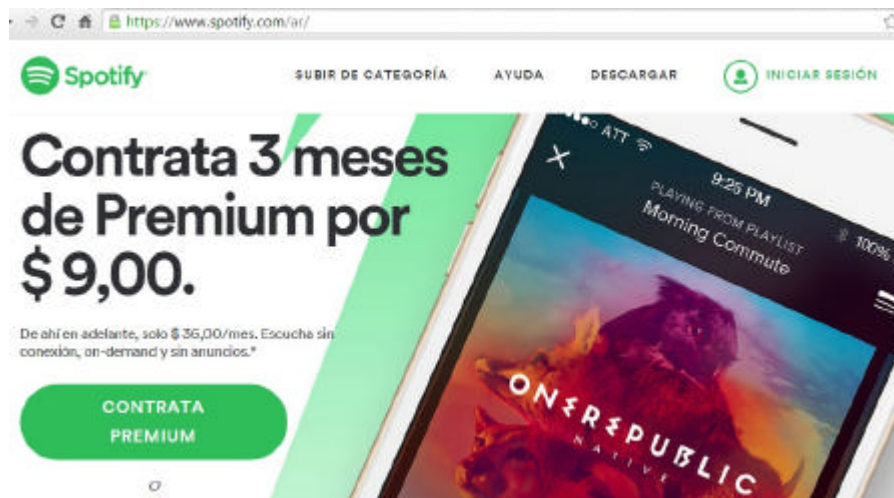 https://www.spotify.com/ar/
Spotify
SUBIR DE CATEGORÍA AYUDA DESCARGAR INICIAR SESIÓN
Contrata 3 meses
de Premium por
$ 9,00.
De ahí en adelante, solo $ 36,00/mes. Escucha sin
conexión, on-demand y sin anuncios.*
CONTRATA
PREMIUM
o
ATT
9:25 PM
100%
PLAYING FROM PLAYLIST
Morning Commute
ONEREPUBLIC
NATIVE